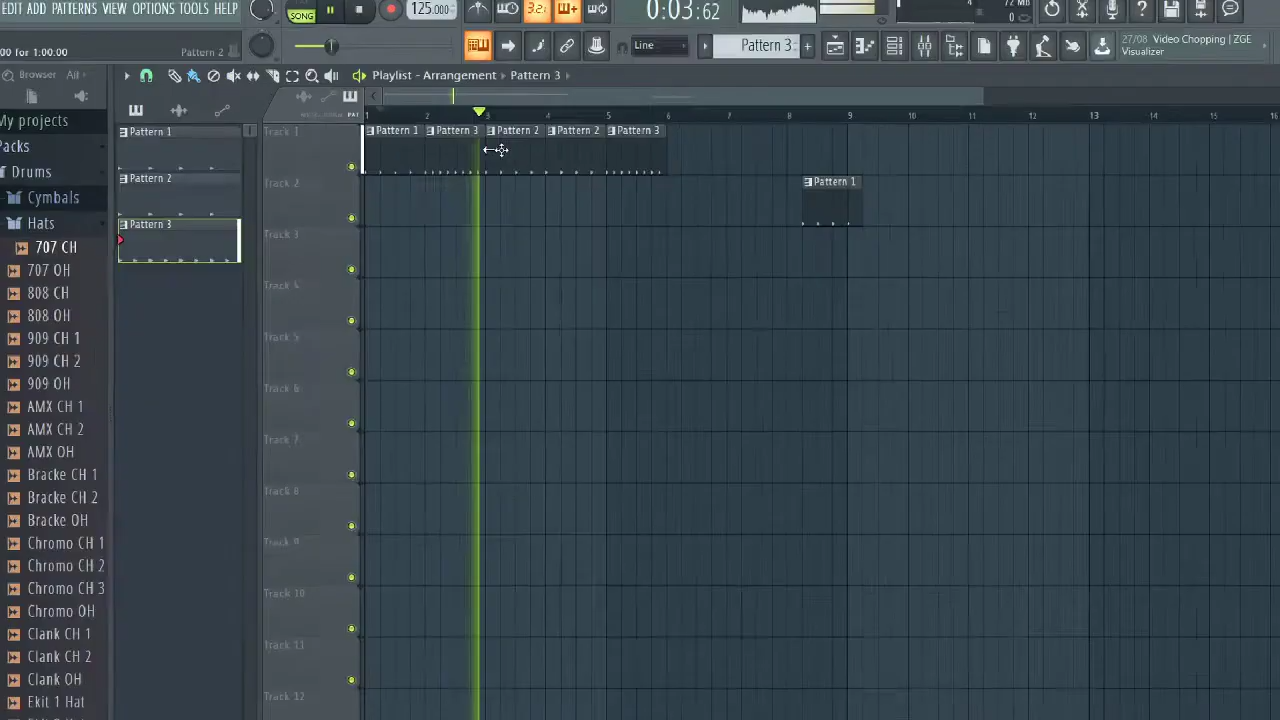 EDIT ADD PATTERNS VIEW OPTIONS TOOLS HELP
SONG
125.000
3.2
0:03:62
4
72 MB
0
00 for 1:00:00
Pattern 2
Line
Pattern 3
27/08 Video Chopping | ZGE
Visualizer
Browser All
Playlist - Arrangement Pattern 3
My projects
Packs
Drums
Cymbals
Hats
707 CH
707 OH
808 CH
808 OH
909 CH 1
909 CH 2
909 OH
AMX CH 1
AMX CH 2
AMX OH
Bracke CH 1
Bracke CH 2
Bracke OH
Chromo CH 1
Chromo CH 2
Chromo CH 3
Chromo OH
Clank CH 1
Clank CH 2
Clank OH
Ekit 1 Hat
Pattern 1
Pattern 2
Pattern 3
PAT
1 2 3 4 5 6 7 8 9 10 11 12 13 14 15 16
Track 1
Pattern 1 Pattern 3 Pattern 2 Pattern 2 Pattern 3
Track 2
Pattern 1
Track 3
Track 4
Track 5
Track 6
Track 7
Track 8
Track 9
Track 10
Track 11
Track 12